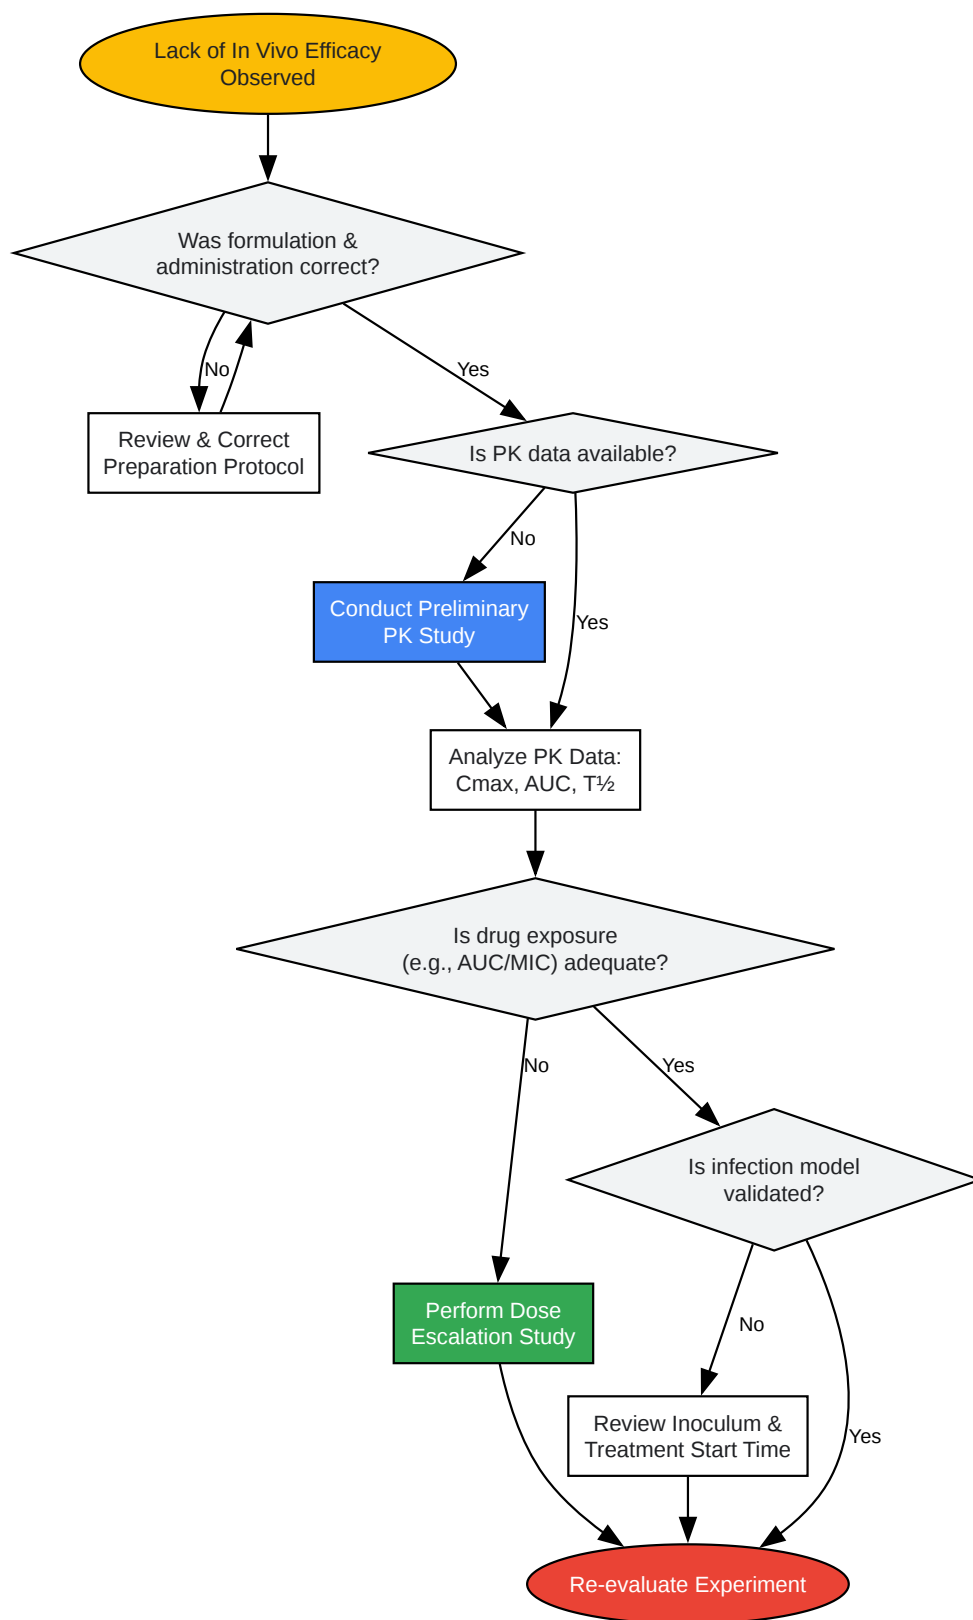 Lack of In Vivo Efficacy
Observed
Was formulation &
administration correct?
No
Yes
Review & Correct
Preparation Protocol
Is PK data available?
No
Yes
Conduct Preliminary
PK Study
Analyze PK Data:
Cmax, AUC, T½
Is drug exposure
(e.g., AUC/MIC) adequate?
No
Yes
Is infection model
validated?
Perform Dose
Escalation Study
No
Yes
Review Inoculum &
Treatment Start Time
Re-evaluate Experiment